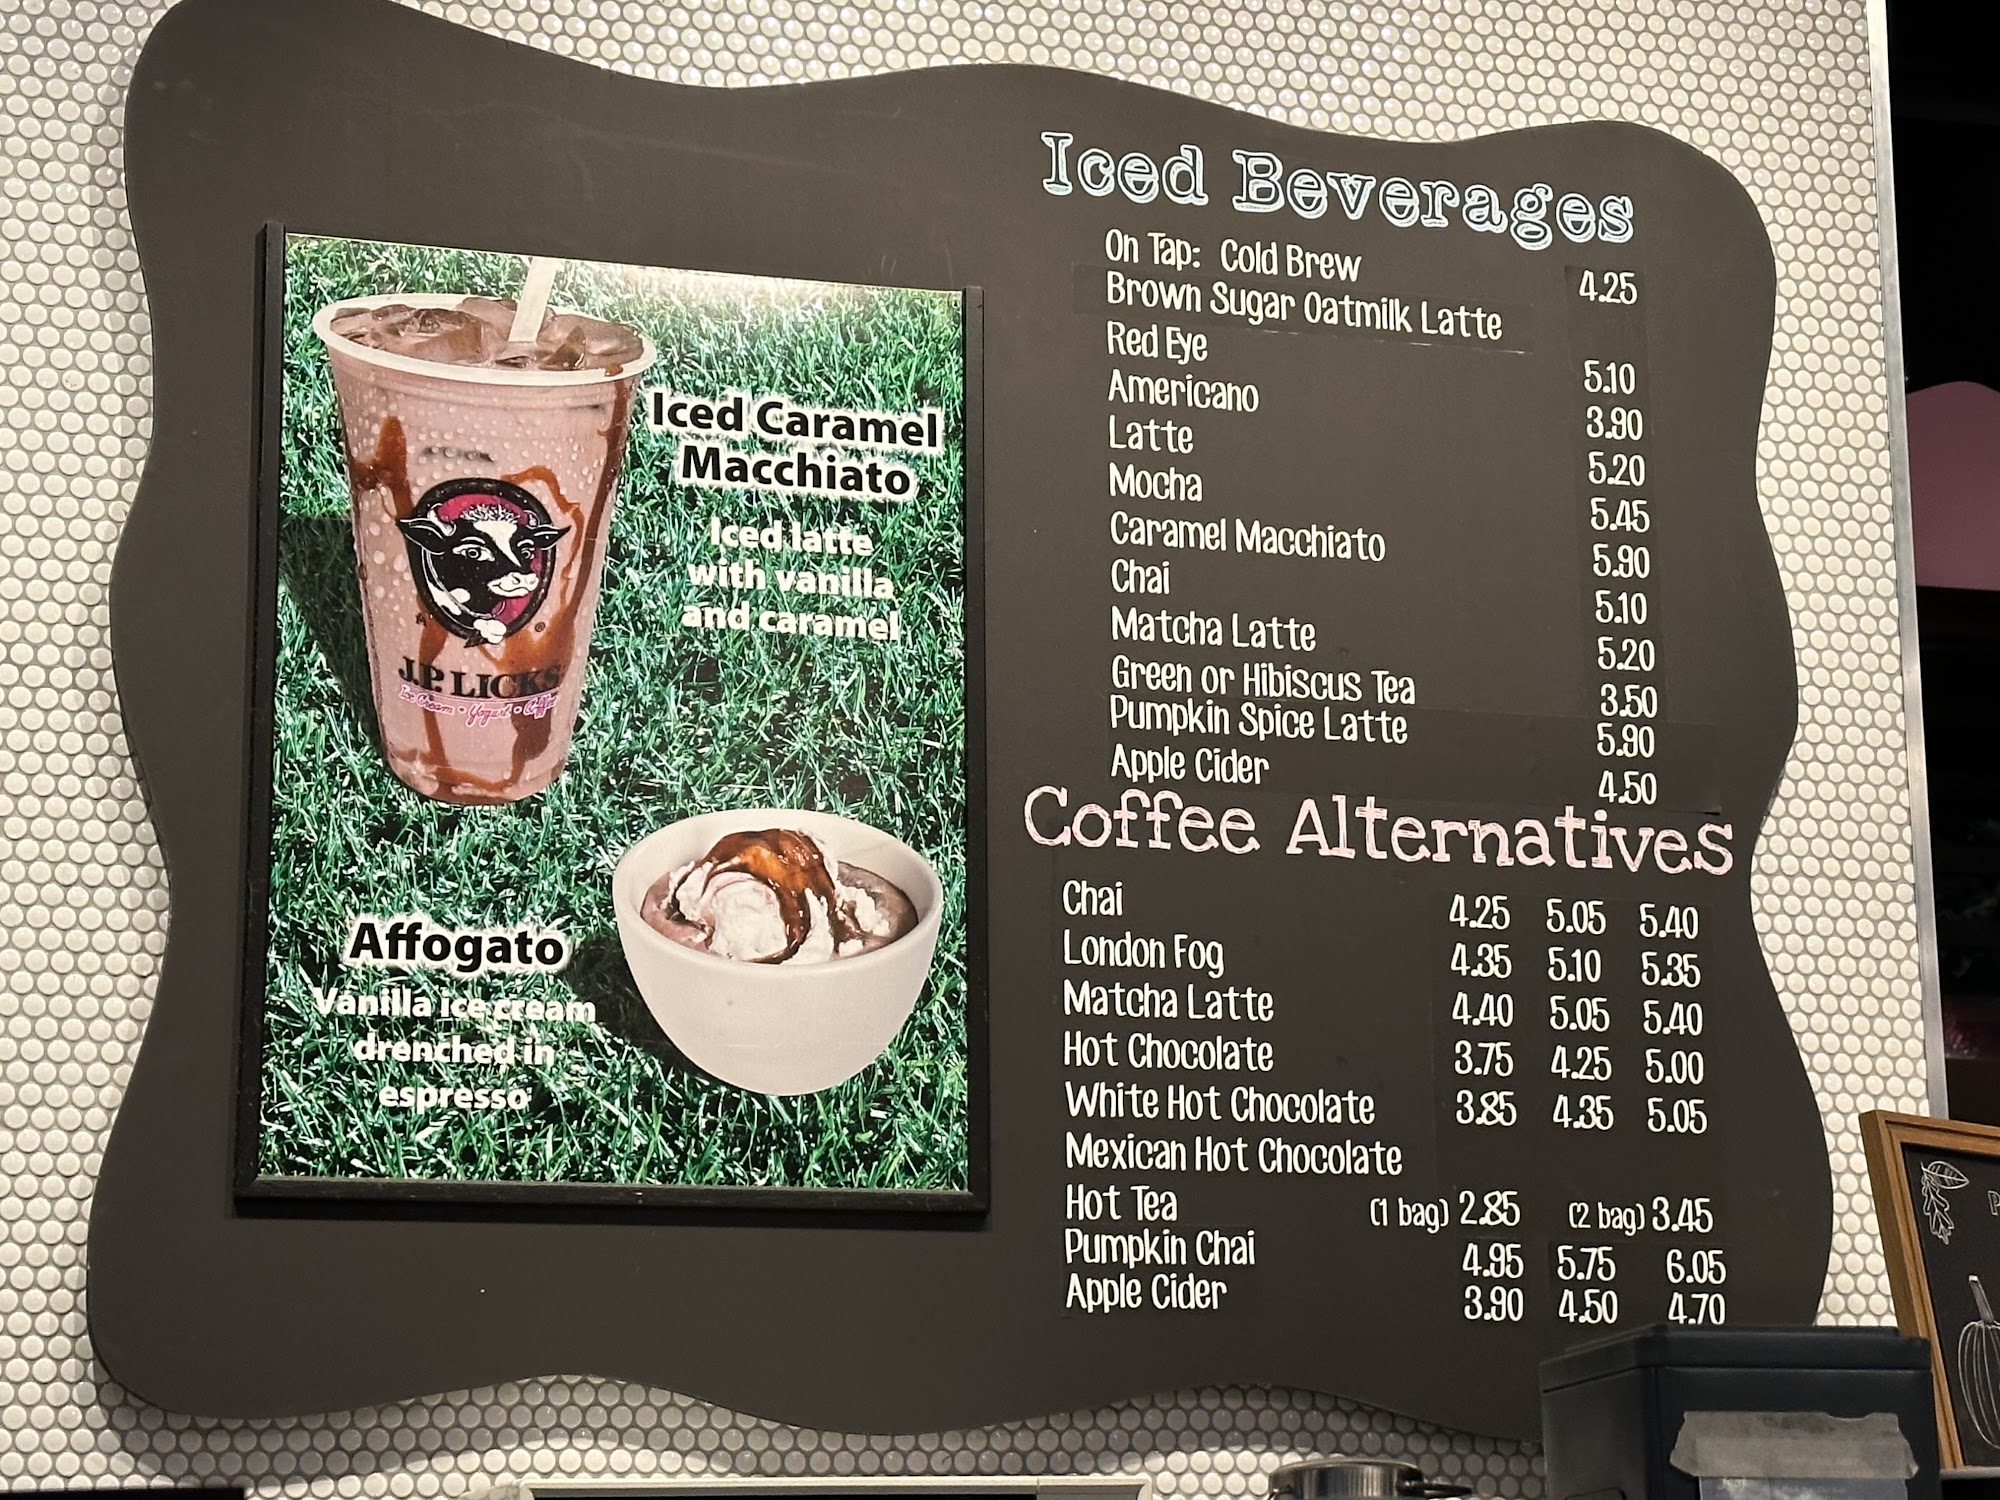 Iced Beverages
On Tap: Cold Brew 4.25
Brown Sugar Oatmilk Latte
Red Eye 5.10
Americano 3.90
Latte 5.20
Mocha 5.45
Caramel Macchiato 5.90
Chai 5.10
Matcha Latte 5.20
Green or Hibiscus Tea 3.50
Pumpkin Spice Latte 5.90
Apple Cider 4.50
Coffee Alternatives
Chai 4.25 5.05 5.40
London Fog 4.35 5.10 5.35
Matcha Latte 4.40 5.05 5.40
Hot Chocolate 3.75 4.25 5.00
White Hot Chocolate 3.85 4.35 5.05
Mexican Hot Chocolate
Hot Tea (1 bag) 2.85 (2 bag) 3.45
Pumpkin Chai 4.95 5.75 6.05
Apple Cider 3.90 4.50 4.70
Iced Caramel
Macchiato
Iced latte
with vanilla
and caramel
J.P. LICKS
Ice Cream • Yogurt • Coffee
Affogato
Vanilla ice cream
drenched in
espresso